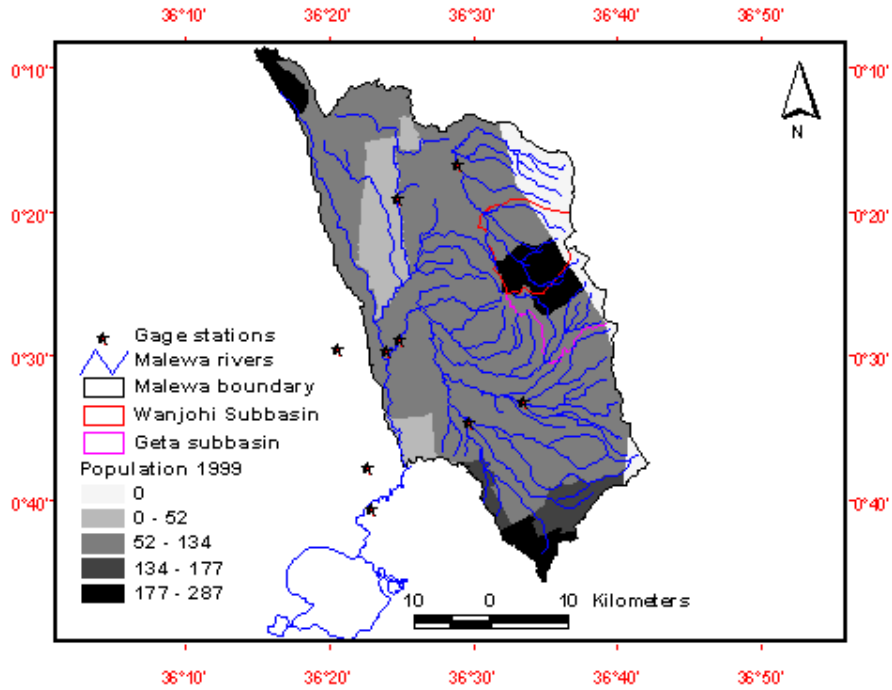 36°10' 36°20' 36°30' 36°40' 36°50'
0°10' 0°10'
N
0°20' 0°20'
0°30' 0°30'
Gage stations
Malewa rivers
Malewa boundary
Wanjohi Subbasin
Geta subbasin
Population 1999
0
0 - 52
52 - 134
134 - 177
177 - 287
0°40' 0°40'
10 0 10 Kilometers
36°10' 36°20' 36°30' 36°40' 36°50'